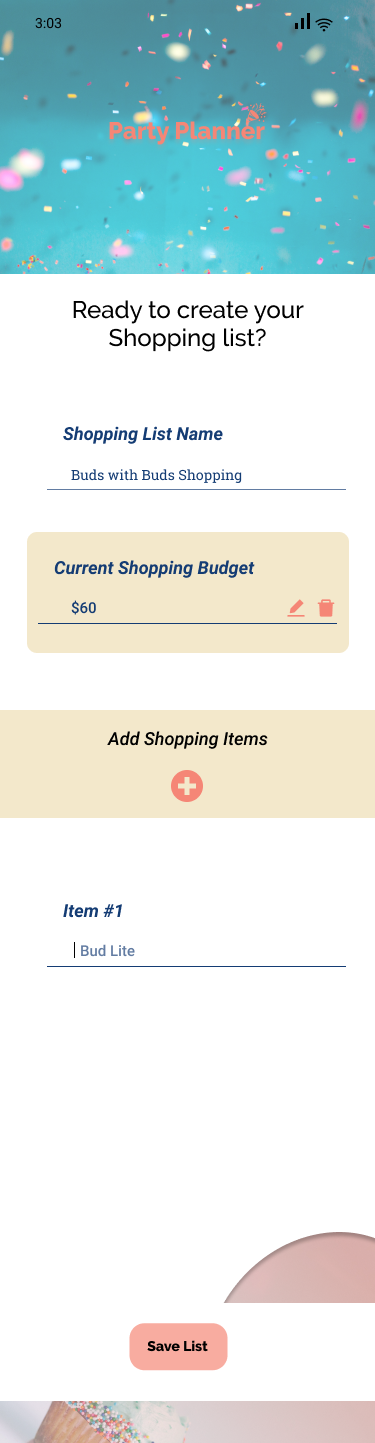 3:03
Party Planner
Ready to create your
Shopping list?
Shopping List Name
Buds with Buds Shopping
Current Shopping Budget
$60
Add Shopping Items
Item #1
Bud Lite
Save List